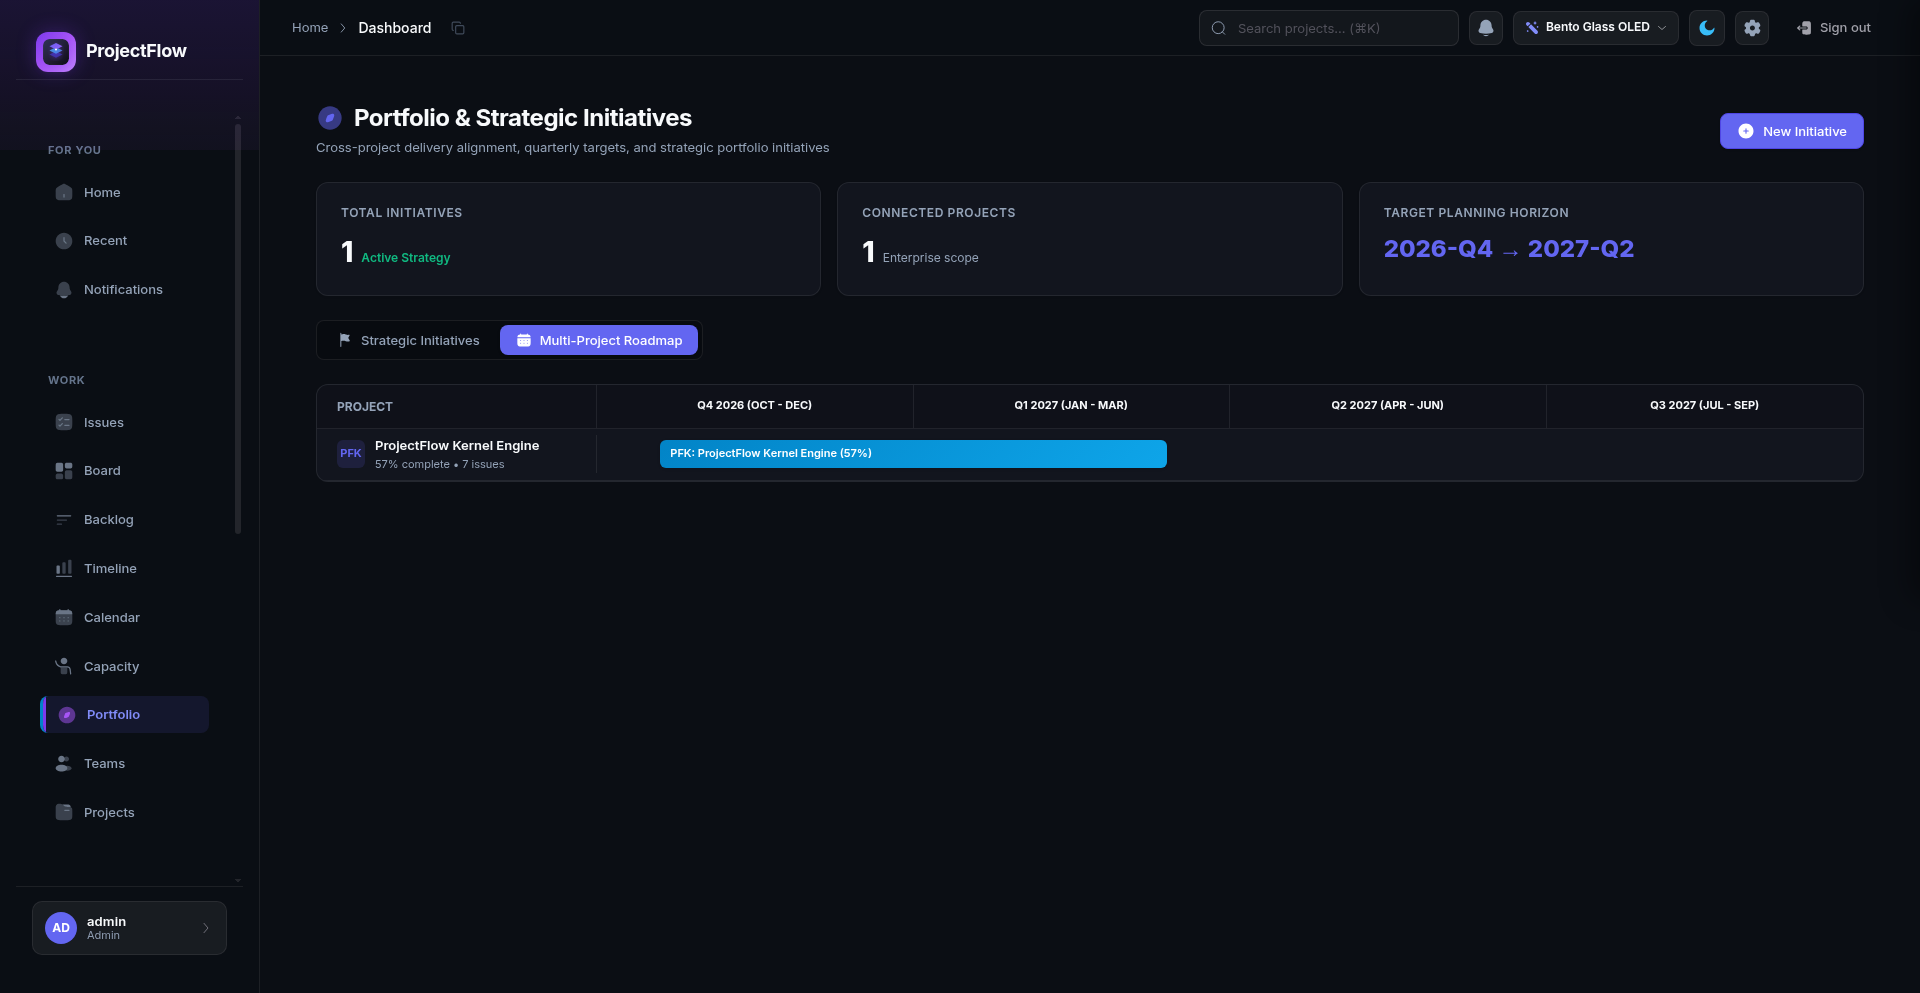 ProjectFlow
Home
Dashboard
Search projects... (⌘K)
Bento Glass OLED
Sign out
FOR YOU
Home
Recent
Notifications
WORK
Issues
Board
Backlog
Timeline
Calendar
Capacity
Portfolio
Teams
Projects
AD
admin
Admin
Portfolio & Strategic Initiatives
Cross-project delivery alignment, quarterly targets, and strategic portfolio initiatives
New Initiative
TOTAL INITIATIVES
1 Active Strategy
CONNECTED PROJECTS
1 Enterprise scope
TARGET PLANNING HORIZON
2026-Q4 → 2027-Q2
Strategic Initiatives
Multi-Project Roadmap
PROJECT
Q4 2026 (OCT - DEC)
Q1 2027 (JAN - MAR)
Q2 2027 (APR - JUN)
Q3 2027 (JUL - SEP)
PFK
ProjectFlow Kernel Engine
57% complete • 7 issues
PFK: ProjectFlow Kernel Engine (57%)